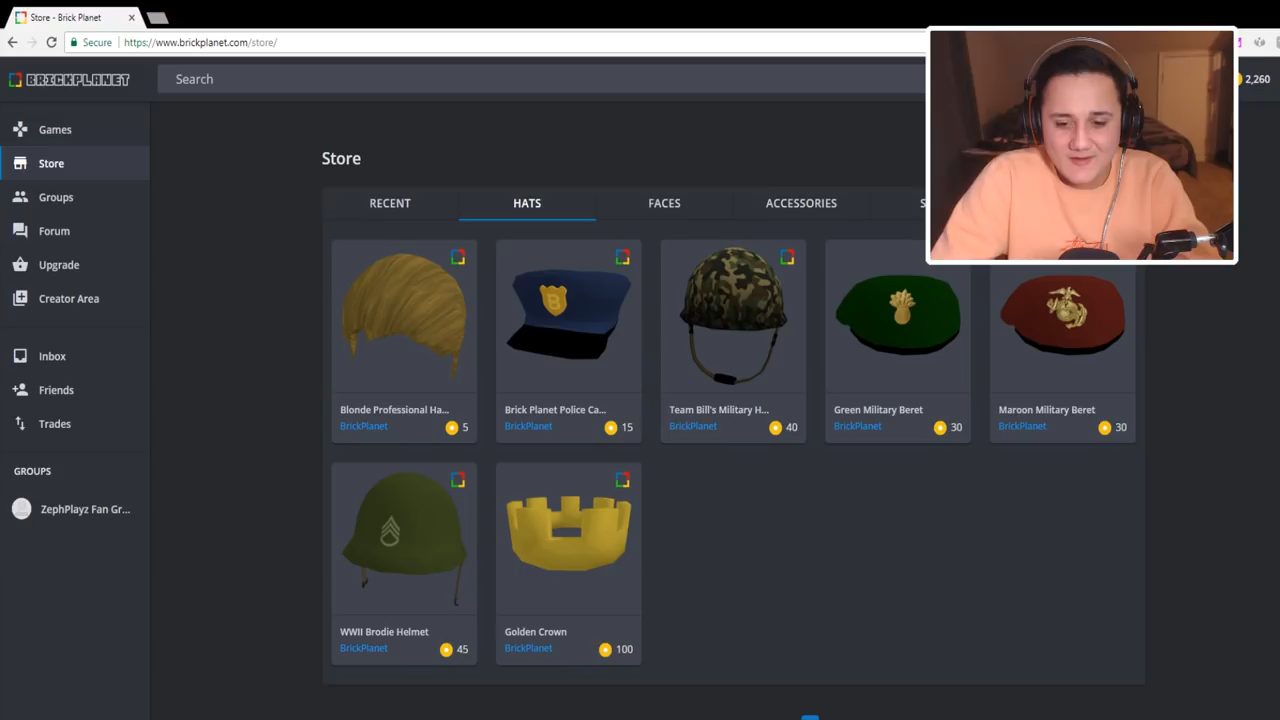 Store - Brick Planet
Secure https://www.brickplanet.com/store/
BRICKPLANET
Search
2,260
Games
Store
Groups
Forum
Upgrade
Creator Area
Inbox
Friends
Trades
GROUPS
ZephPlayz Fan Gr...
Store
RECENT HATS FACES ACCESSORIES
Blonde Professional Ha...
BrickPlanet 5
B
Brick Planet Police Ca...
BrickPlanet 15
Team Bill's Military H...
BrickPlanet 40
Green Military Beret
BrickPlanet 30
Maroon Military Beret
BrickPlanet 30
WWII Brodie Helmet
BrickPlanet 45
Golden Crown
BrickPlanet 100